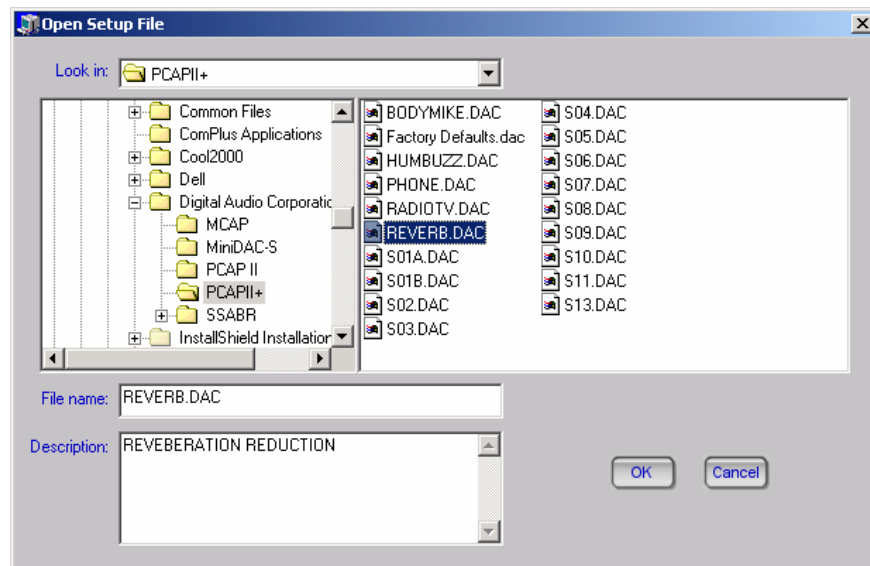 Open Setup File
Look in: PCAPII+
Common Files
ComPlus Applications
Cool2000
Dell
Digital Audio Corporatic
MCAP
MiniDAC-S
PCAP II
PCAPII+
SSABR
InstallShield Installation
BODYMIKE.DAC
Factory Defaults.dac
HUMBUZZ.DAC
PHONE.DAC
RADIOTV.DAC
REVERB.DAC
S01A.DAC
S01B.DAC
S02.DAC
S03.DAC
S04.DAC
S05.DAC
S06.DAC
S07.DAC
S08.DAC
S09.DAC
S10.DAC
S11.DAC
S13.DAC
File name: REVERB.DAC
Description: REVEBERATION REDUCTION
OK
Cancel